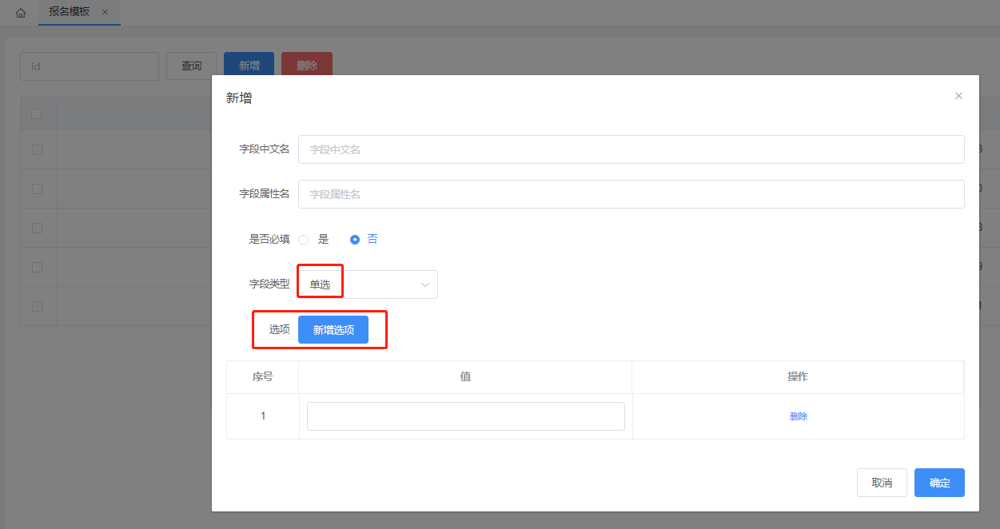 报名模板
id
查询
新增
删除
新增
字段中文名
字段中文名
字段属性名
字段属性名
是否必填 是 否
字段类型 单选
选项 新增选项
序号 值 操作
1 删除
取消 确定